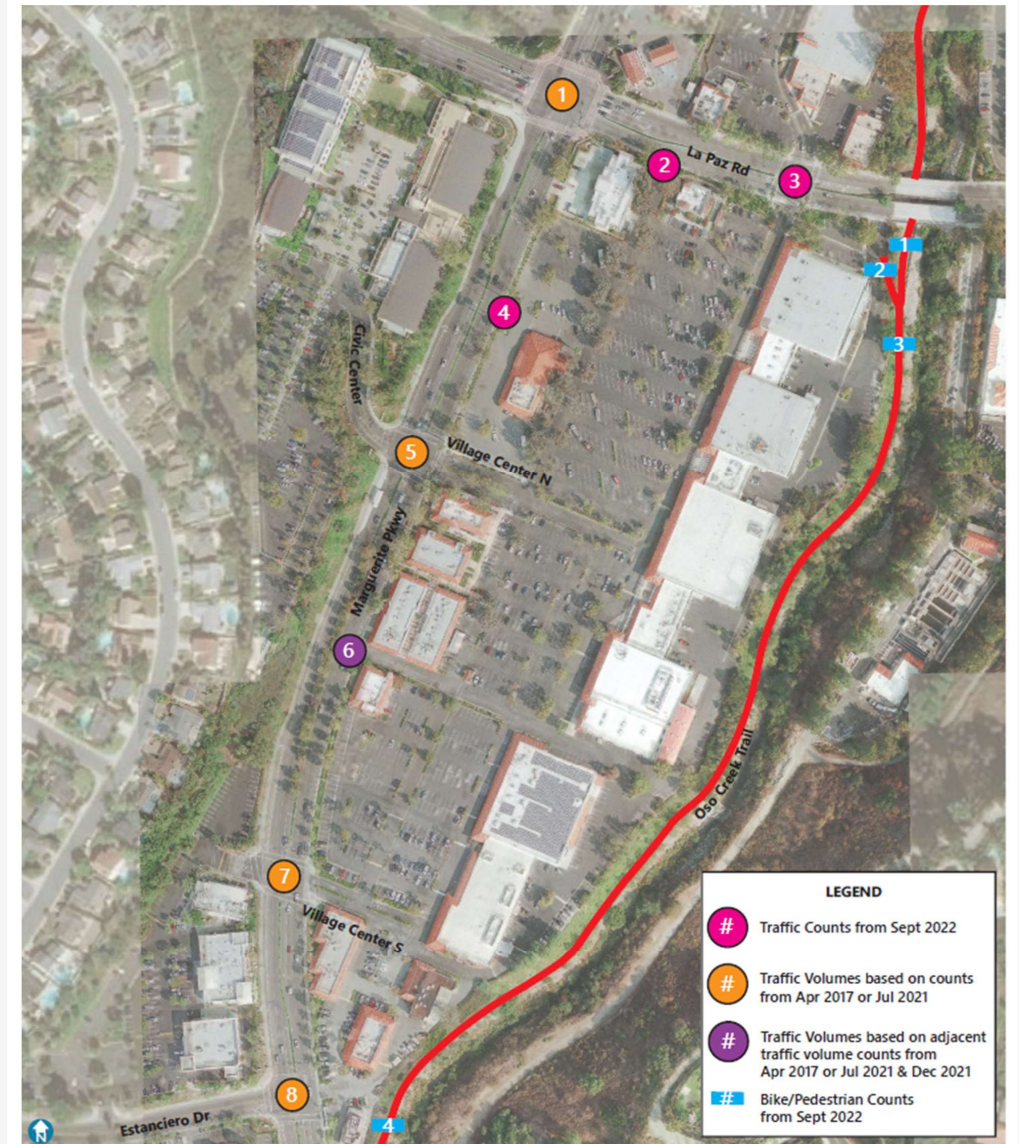 1
La Paz Rd
2
3
1
2
4
3
Civic Center
5
Village Center N
Marguerite Pkwy
6
Oso Creek Trail
7
Village Center S
LEGEND
# Traffic Counts from Sept 2022
# Traffic Volumes based on counts
from Apr 2017 or Jul 2021
# Traffic Volumes based on adjacent
traffic volume counts from
Apr 2017 or Jul 2021 & Dec 2021
# Bike/Pedestrian Counts
from Sept 2022
8
Estanciero Dr
4
N